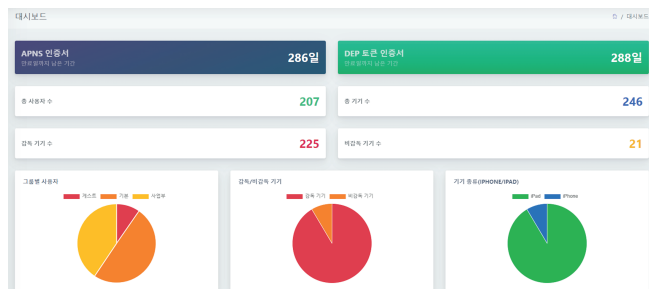 대시보드
/ 대시보드
APNS 인증서
만료일까지 남은 기간
286일
DEP 토큰 인증서
만료일까지 남은 기간
288일
총 사용자 수
207
총 기기 수
246
감독 기기 수
225
비감독 기기 수
21
그룹별 사용자
게스트 기본 사업부
감독/비감독 기기
감독 기기 비감독 기기
기기 종류(IPHONE/IPAD)
iPad iPhone